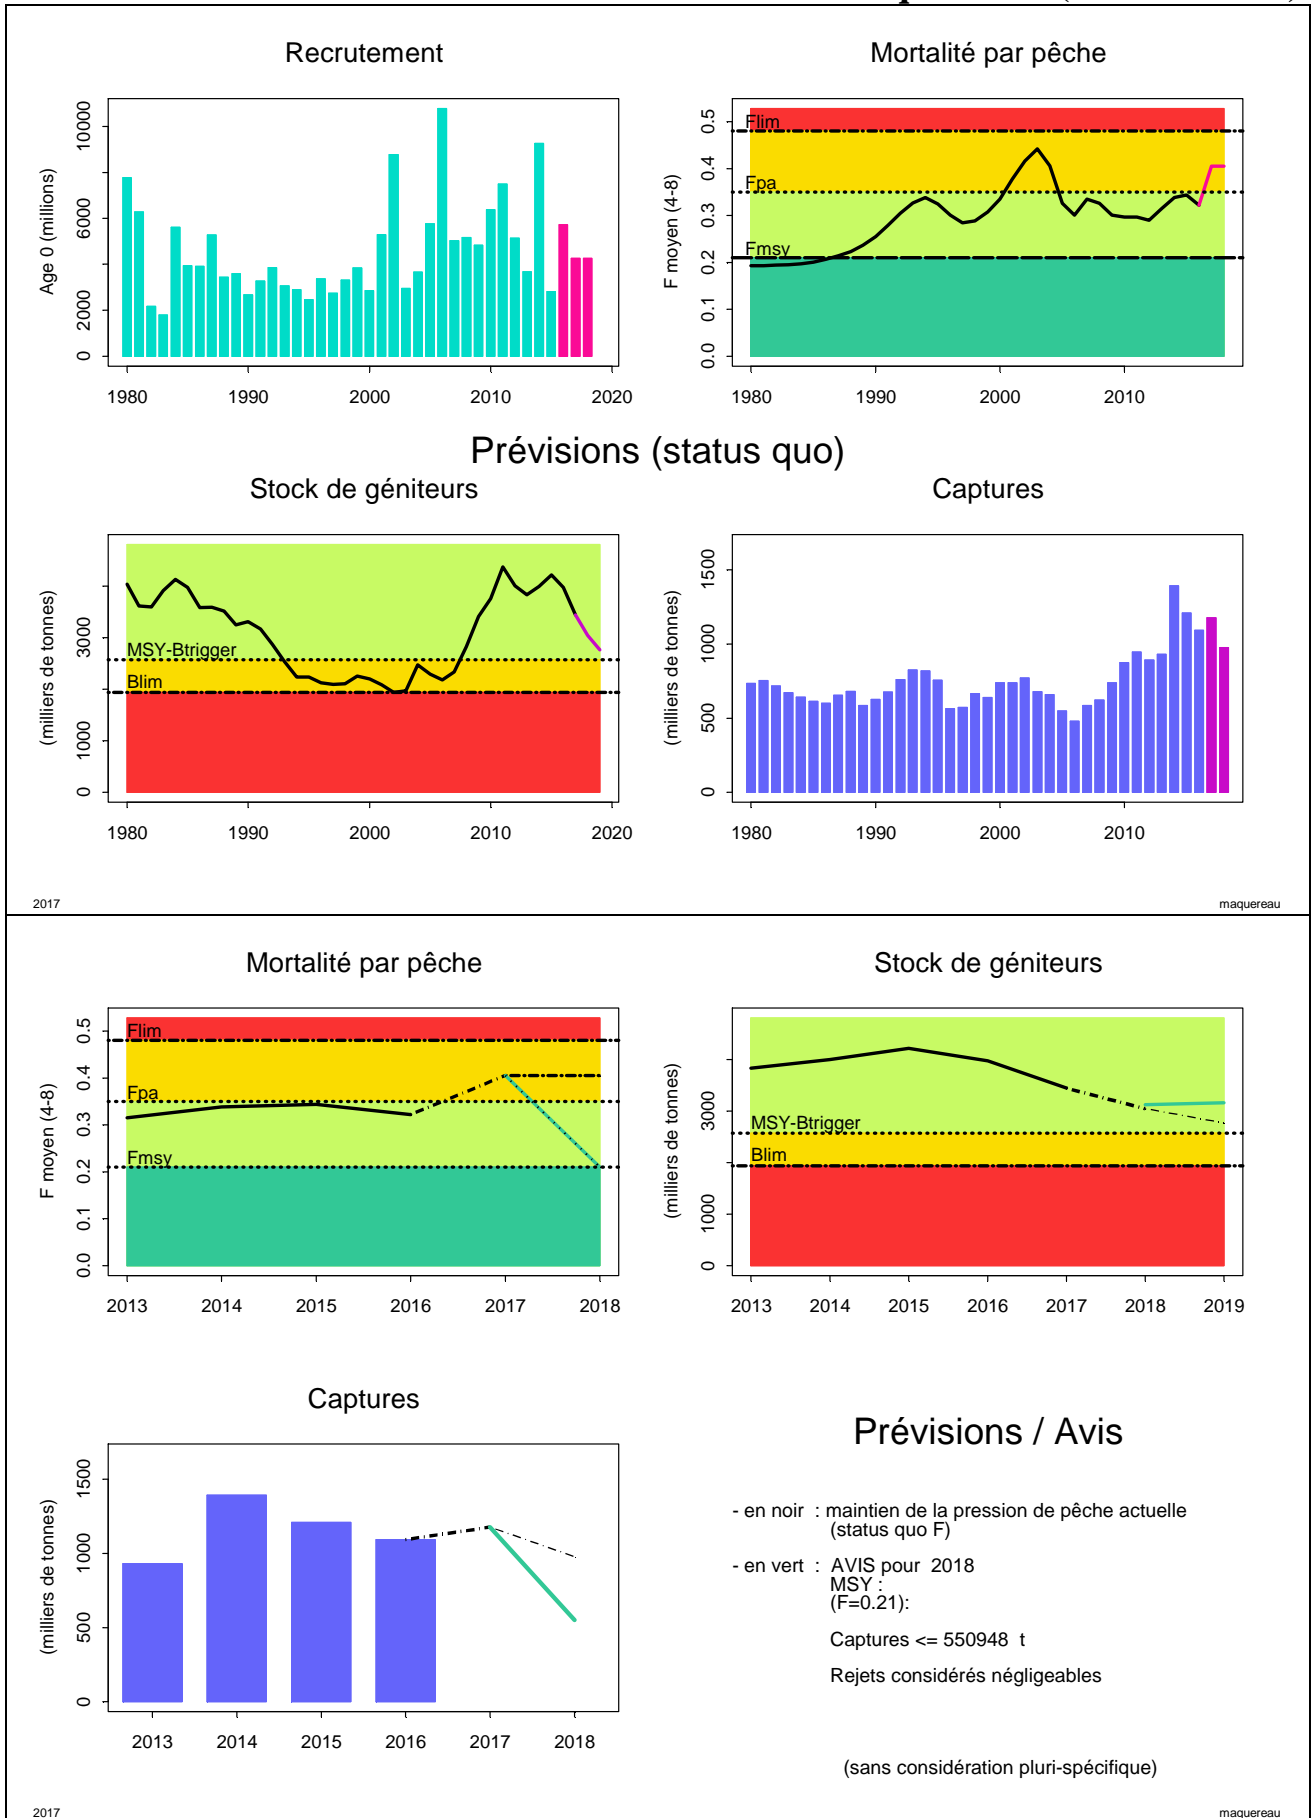 Recrutement
Age 0 (millions)
0 2000 6000 10000
1980 1990 2000 2010 2020
Mortalité par pêche
F moyen (4-8)
0.0 0.1 0.2 0.3 0.4 0.5
Flim
Fpa
Fmsy
1980 1990 2000 2010
Prévisions (status quo)
Stock de géniteurs
(milliers de tonnes)
0 1000 3000
MSY-Btrigger
Blim
1980 1990 2000 2010 2020
Captures
(milliers de tonnes)
0 500 1000 1500
1980 1990 2000 2010
2017
maquereau
Mortalité par pêche
F moyen (4-8)
0.0 0.1 0.2 0.3 0.4 0.5
Flim
Fpa
Fmsy
2013 2014 2015 2016 2017 2018
Stock de géniteurs
(milliers de tonnes)
0 1000 3000
MSY-Btrigger
Blim
2013 2014 2015 2016 2017 2018 2019
Captures
(milliers de tonnes)
0 500 1000 1500
2013 2014 2015 2016 2017 2018
Prévisions / Avis
- en noir : maintien de la pression de pêche actuelle
(status quo F)
- en vert : AVIS pour 2018
MSY :
(F=0.21):
Captures <= 550948 t
Rejets considérés négligeables
(sans considération pluri-spécifique)
2017
maquereau